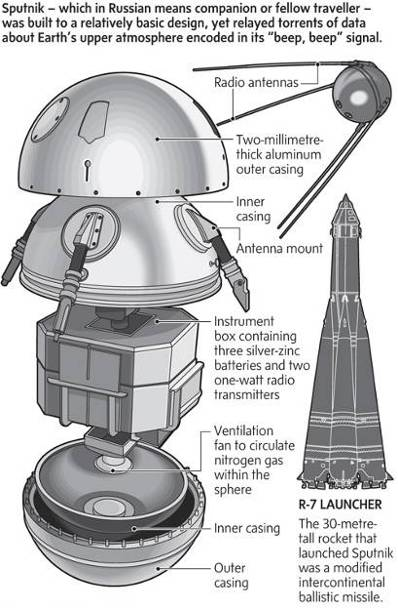 Sputnik – which in Russian means companion or fellow traveller –
was built to a relatively basic design, yet relayed torrents of data
about Earth's upper atmosphere encoded in its "beep, beep" signal.
Radio antennas
Two-millimetre-
thick aluminum
outer casing
Inner
casing
Antenna mount
Instrument
box containing
three silver-zinc
batteries and two
one-watt radio
transmitters
Ventilation
fan to circulate
nitrogen gas
within the
sphere
Inner casing
Outer
casing
R-7 LAUNCHER
The 30-metre-
tall rocket that
launched Sputnik
was a modified
intercontinental
ballistic missile.